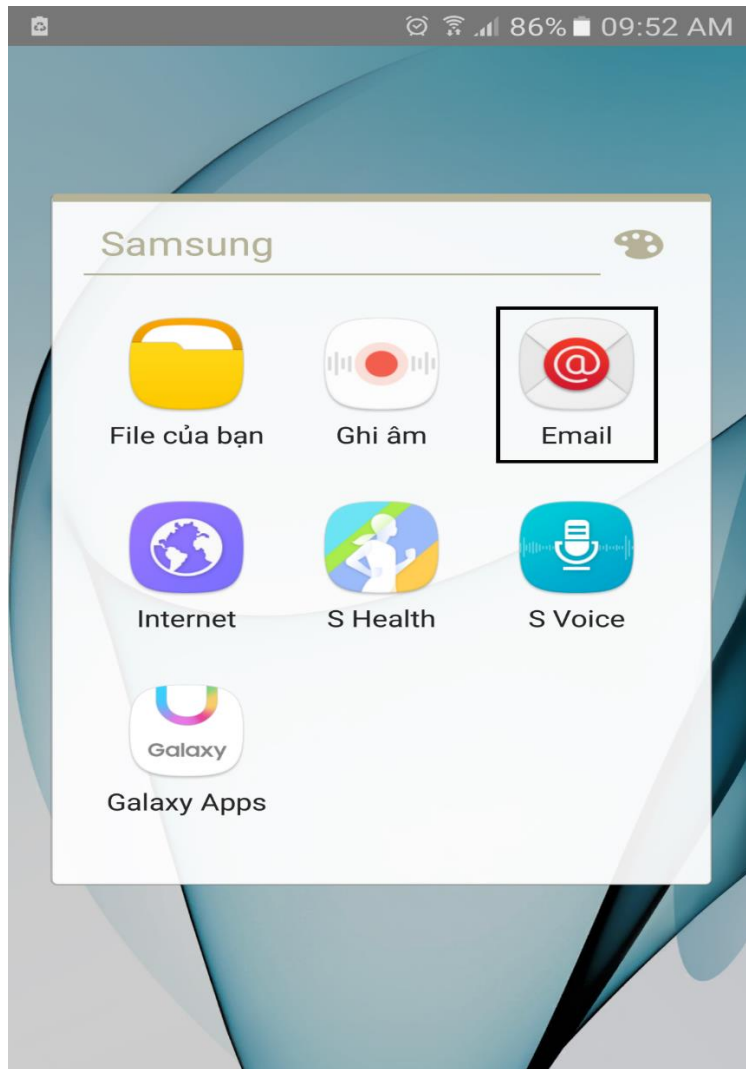 86% 09:52 AM
Samsung
File của bạn Ghi âm Email
Internet S Health S Voice
Galaxy
Galaxy Apps